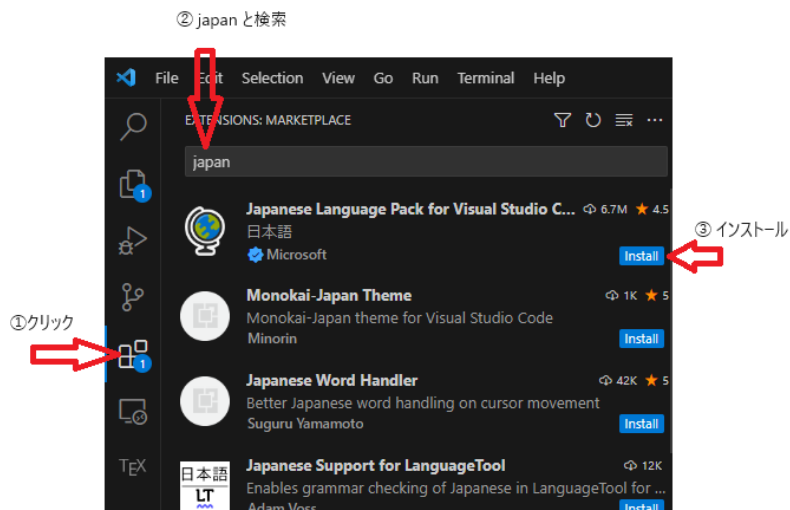 ② japan と検索
File Edit Selection View Go Run Terminal Help
EXTENSIONS: MARKETPLACE
japan
1
Japanese Language Pack for Visual Studio C... 6.7M ★ 4.5
日本語
Microsoft Install
③ インストール
Monokai-Japan Theme 1K ★ 5
Monokai-Japan theme for Visual Studio Code
Minorin Install
①クリック
1
Japanese Word Handler 42K ★ 5
Better Japanese word handling on cursor movement
Suguru Yamamoto Install
TEX
日本語
LT
Japanese Support for LanguageTool 12K
Enables grammar checking of Japanese in LanguageTool for ...
Adam Voss Install